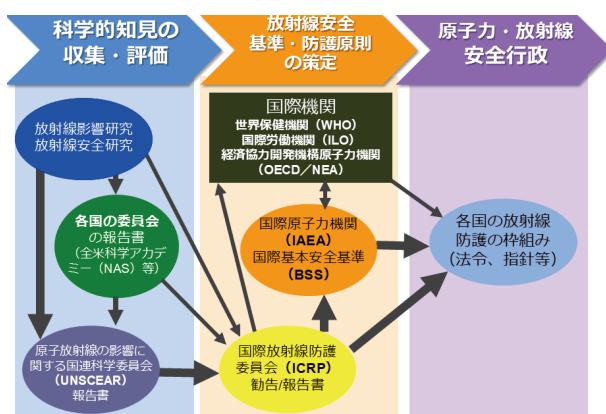 科学的知見の
収集・評価
放射線安全
基準・防護原則
の策定
原子力・放射線
安全行政
放射線影響研究
放射線安全研究
各国の委員会
の報告書
(全米科学アカデ
ミー(NAS)等)
原子放射線の影響に
関する国連科学委員会
(UNSCEAR)
報告書
国際機関
世界保健機関(WHO)
国際労働機関(ILO)
経済協力開発機構原子力機関
(OECD/NEA)
国際原子力機関
(IAEA)
国際基本安全基準
(BSS)
国際放射線防護
委員会(ICRP)
勧告/報告書
各国の放射線
防護の枠組み
(法令、指針等)